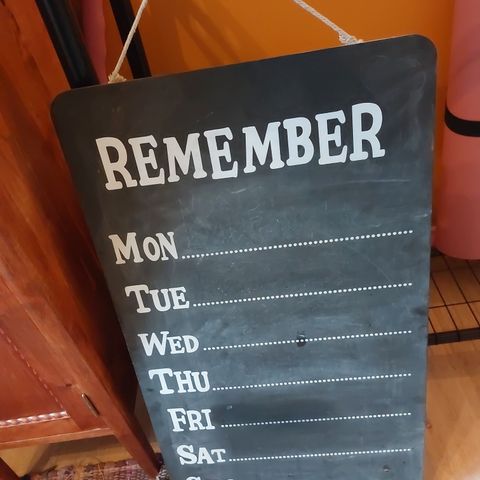 REMEMBER
MON
TUE
WED
THU
FRI
SAT